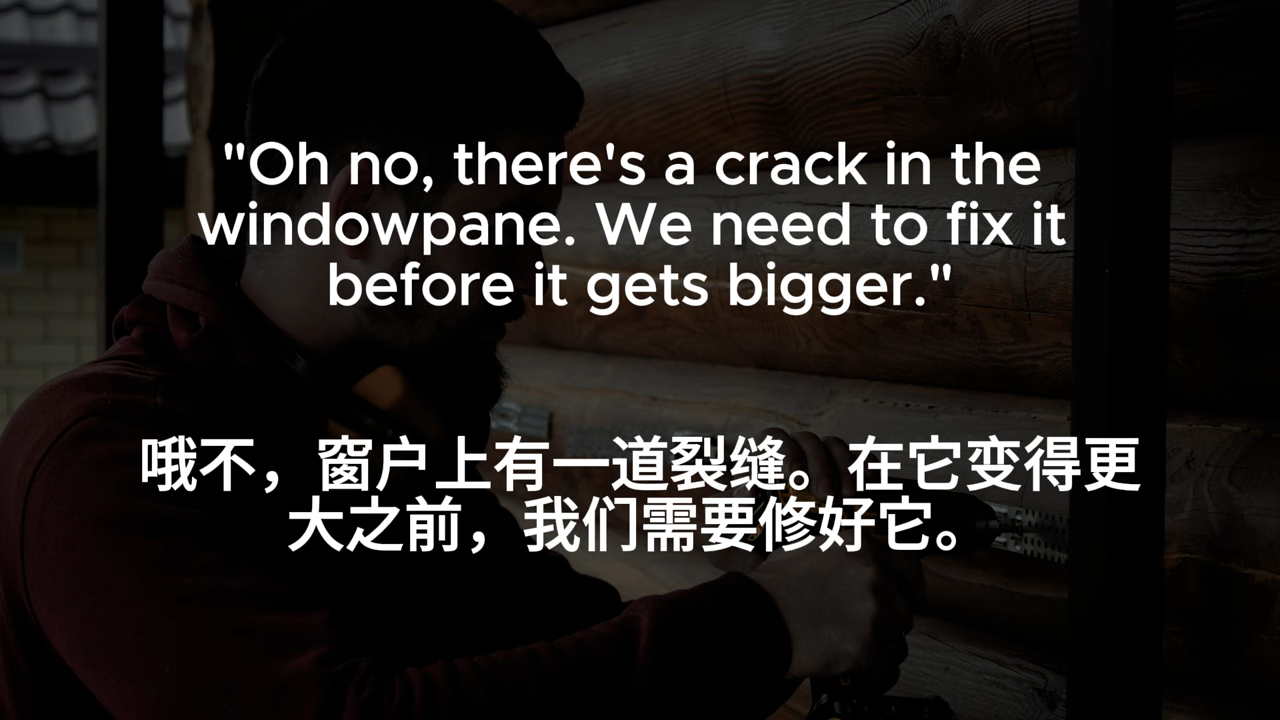 "Oh no, there's a crack in the
windowpane. We need to fix it
before it gets bigger."
哦不，窗户上有一道裂缝。在它变得更
大之前，我们需要修好它。